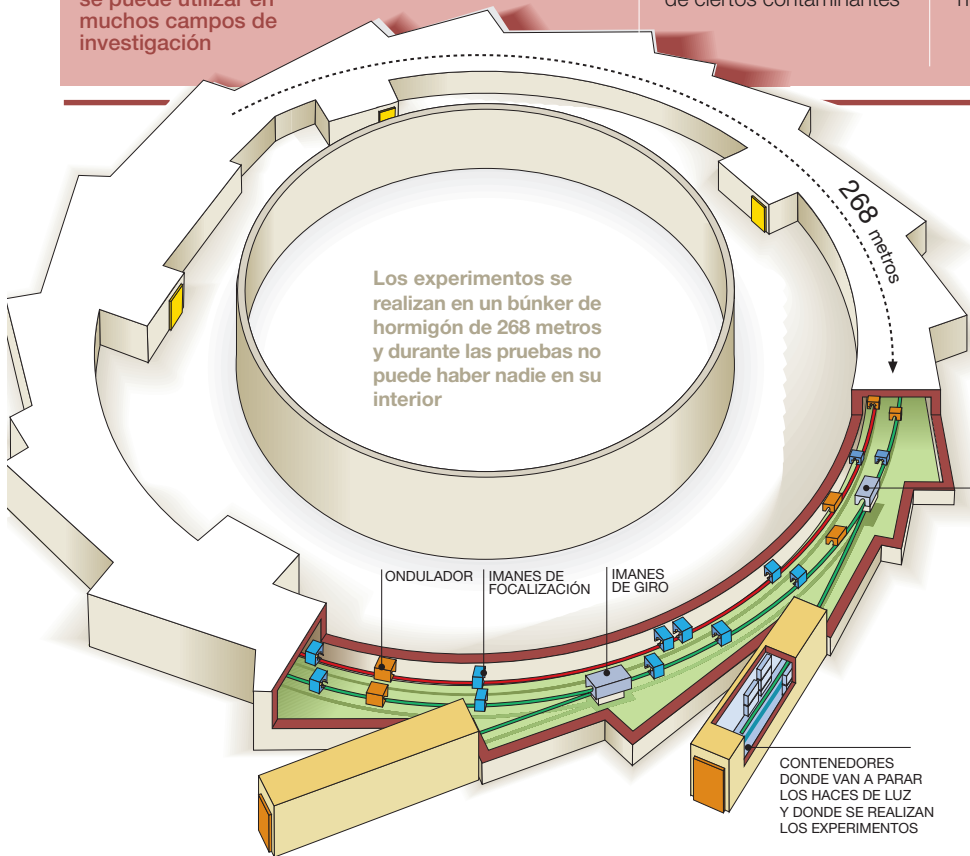 se puede utilizar en
muchos campos de
investigación
de ciertos contaminantes
268 metros
Los experimentos se
realizan en un búnker de
hormigón de 268 metros
y durante las pruebas no
puede haber nadie en su
interior
ONDULADOR
IMANES DE
FOCALIZACIÓN
IMANES
DE GIRO
CONTENEDORES
DONDE VAN A PARAR
LOS HACES DE LUZ
Y DONDE SE REALIZAN
LOS EXPERIMENTOS